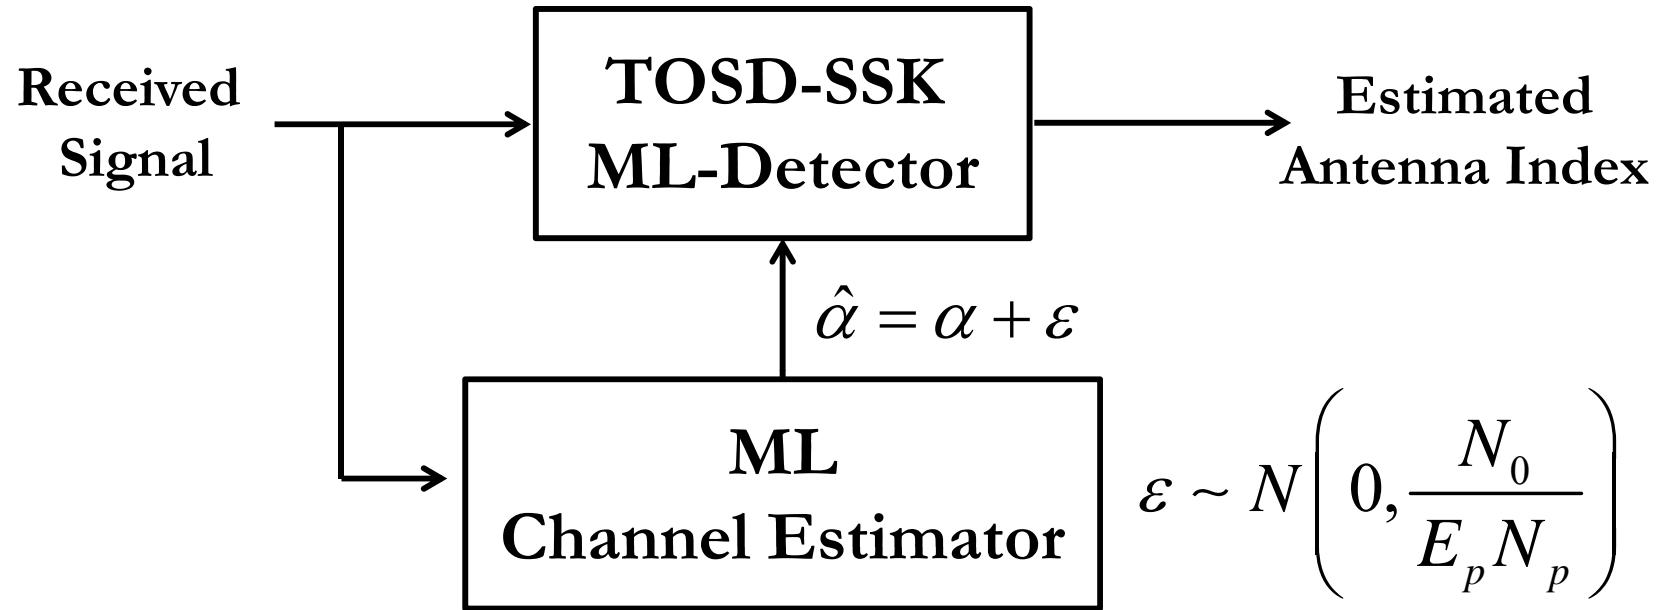 Received
Signal
TOSD-SSK
ML-Detector
Estimated
Antenna Index
α̂ = α + ε
ML
Channel Estimator
ε ~ N(0, N₀ / (EₚNₚ))